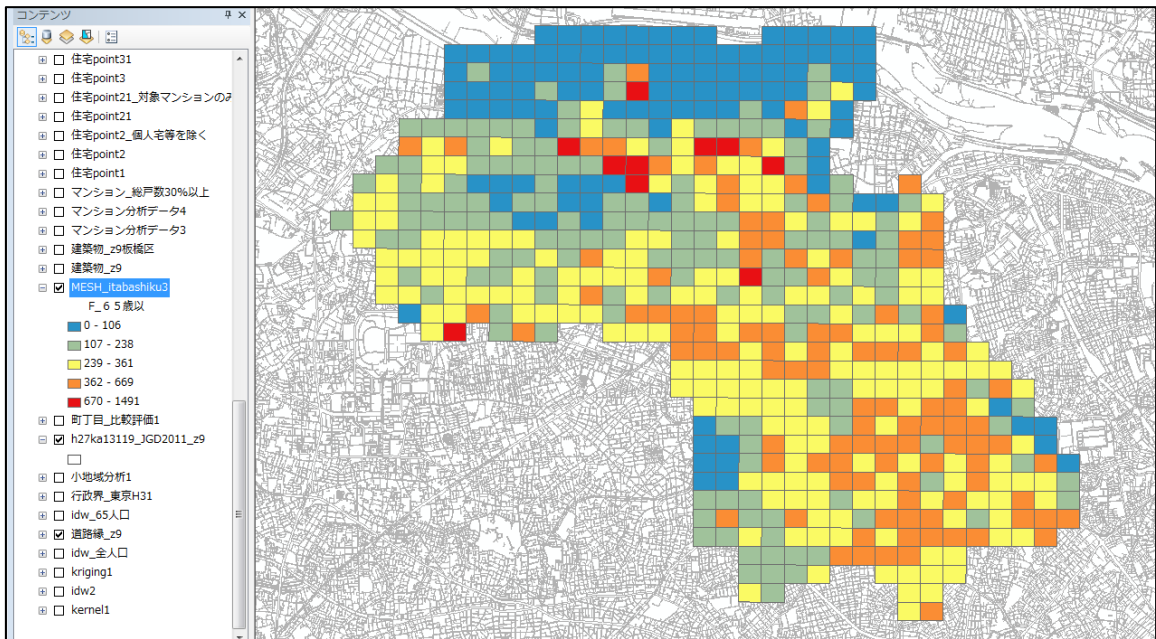 コンテンツ
住宅point31
住宅point3
住宅point21_対象マンションのみ
住宅point21
住宅point2_個人宅等を除く
住宅point2
住宅point1
マンション_総戸数30%以上
マンション分析データ4
マンション分析データ3
建築物_z9板橋区
建築物_z9
MESH_itabashiku3
F_６５歳以
0 - 106
107 - 238
239 - 361
362 - 669
670 - 1491
町丁目_比較評価1
h27ka13119_JGD2011_z9
小地域分析1
行政界_東京H31
idw_65人口
道路縁_z9
idw_全人口
kriging1
idw2
kernel1